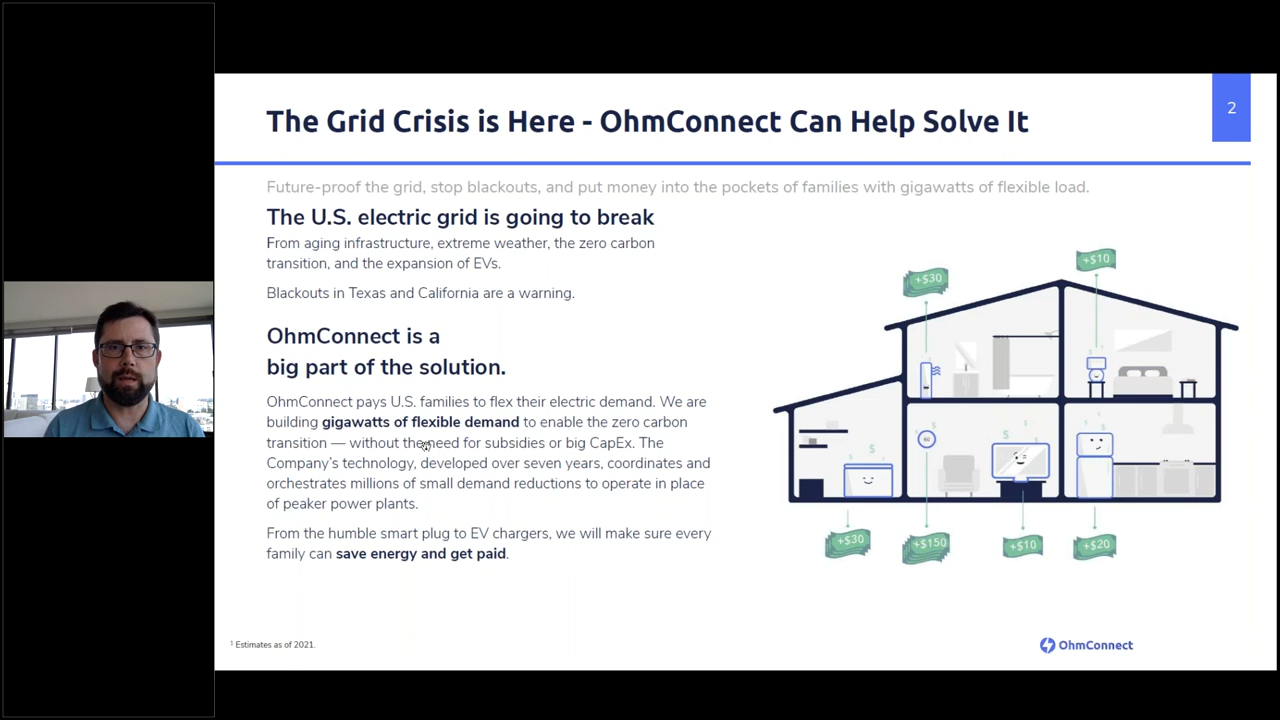 The Grid Crisis is Here - OhmConnect Can Help Solve It
2
Future-proof the grid, stop blackouts, and put money into the pockets of families with gigawatts of flexible load.
The U.S. electric grid is going to break
From aging infrastructure, extreme weather, the zero carbon
transition, and the expansion of EVs.
Blackouts in Texas and California are a warning.
OhmConnect is a
big part of the solution.
OhmConnect pays U.S. families to flex their electric demand. We are
building gigawatts of flexible demand to enable the zero carbon
transition — without the need for subsidies or big CapEx. The
Company's technology, developed over seven years, coordinates and
orchestrates millions of small demand reductions to operate in place
of peaker power plants.
From the humble smart plug to EV chargers, we will make sure every
family can save energy and get paid.
+$30
+$10
$
$
$
$
$
60
+$30
+$150
+$10
+$20
¹ Estimates as of 2021.
OhmConnect